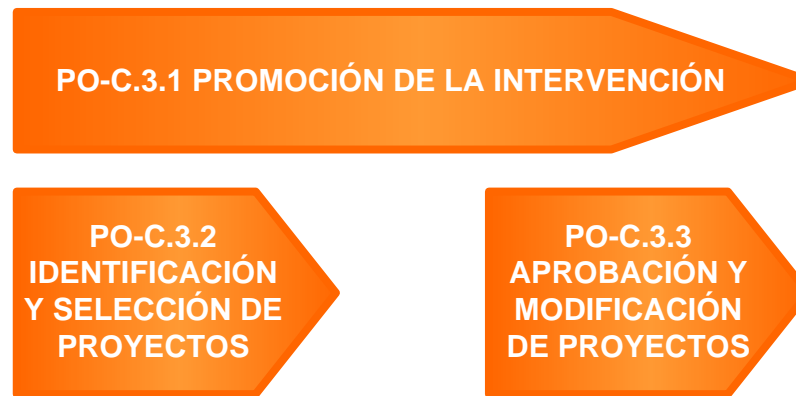 PO-C.3.1 PROMOCIÓN DE LA INTERVENCIÓN
PO-C.3.2
IDENTIFICACIÓN
Y SELECCIÓN DE
PROYECTOS
PO-C.3.3
APROBACIÓN Y
MODIFICACIÓN
DE PROYECTOS